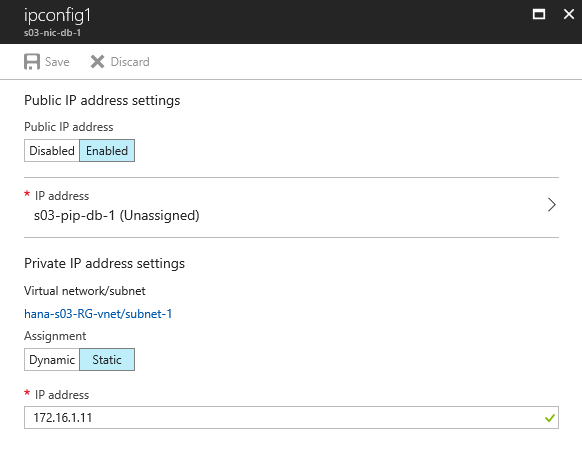 ipconfig1
s03-nic-db-1
Save Discard
Public IP address settings
Public IP address
Disabled Enabled
* IP address
s03-pip-db-1 (Unassigned)
Private IP address settings
Virtual network/subnet
hana-s03-RG-vnet/subnet-1
Assignment
Dynamic Static
* IP address
172.16.1.11